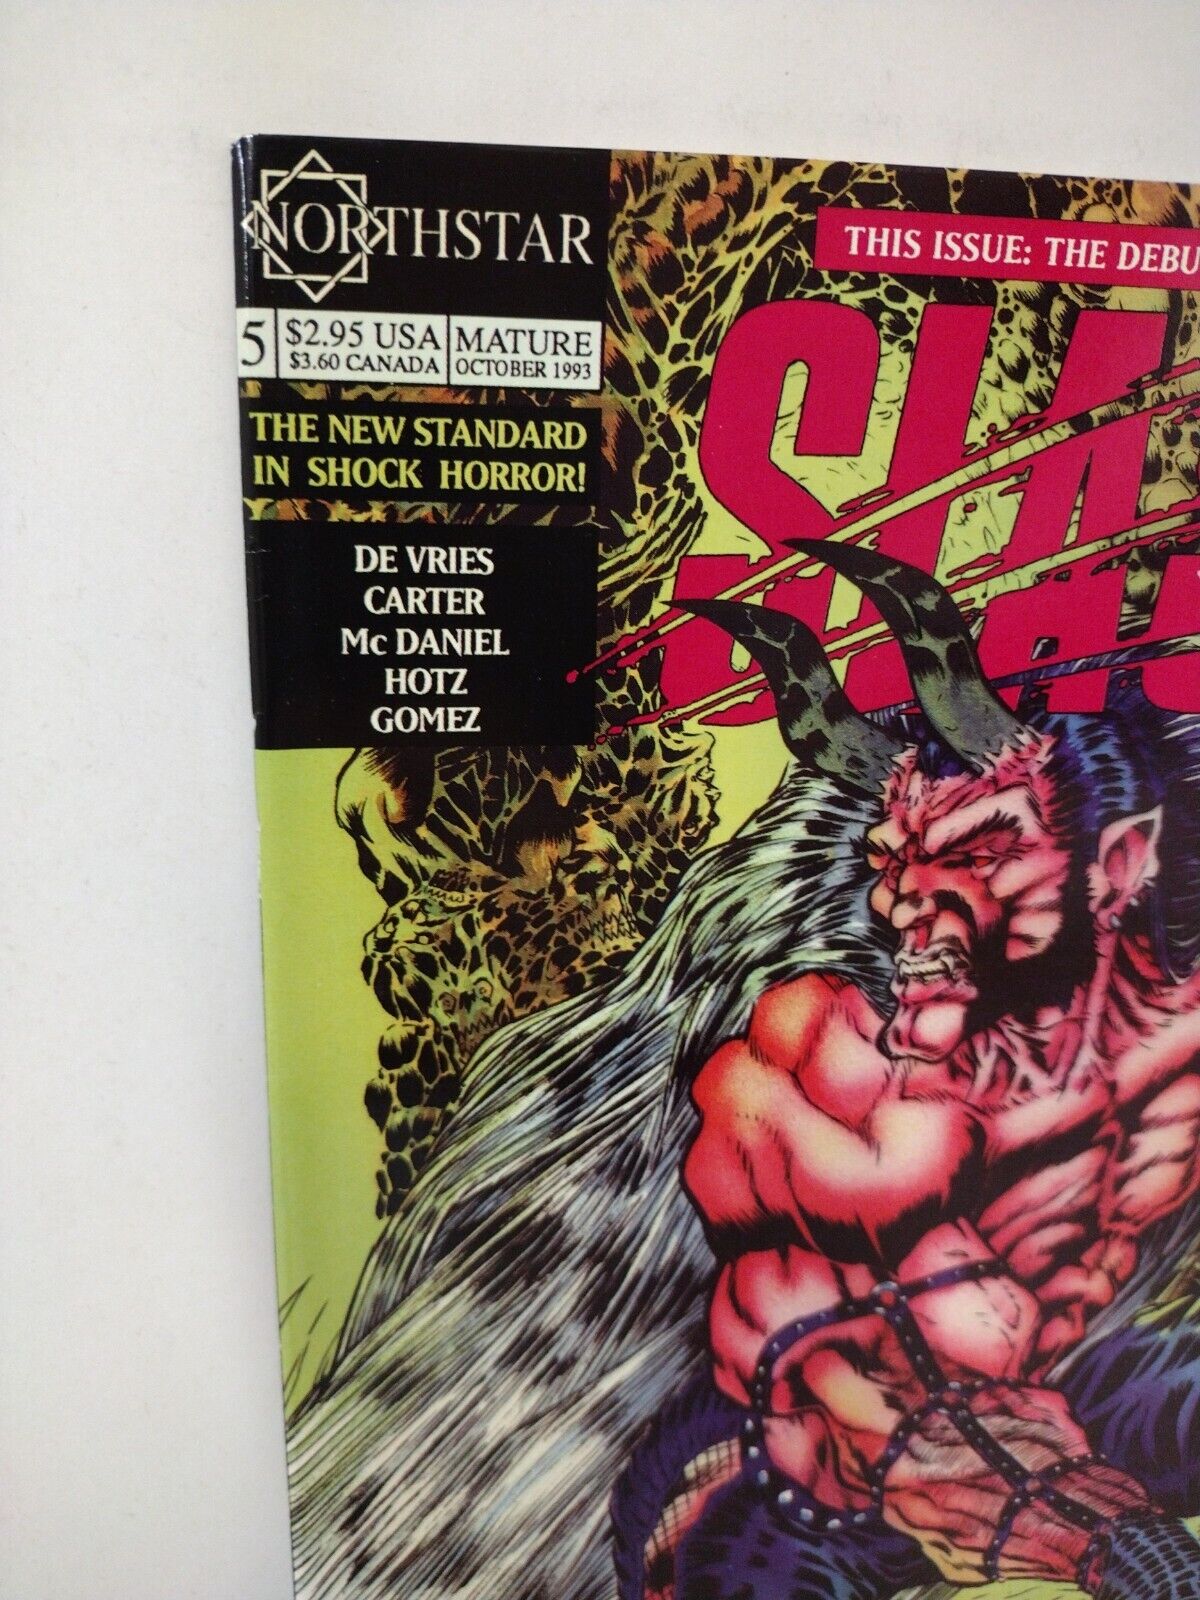 NORTHSTAR
5
$2.95 USA
$3.60 CANADA
MATURE
OCTOBER 1993
THE NEW STANDARD
IN SHOCK HORROR!
DE VRIES
CARTER
Mc DANIEL
HOTZ
GOMEZ
THIS ISSUE: THE DEBU